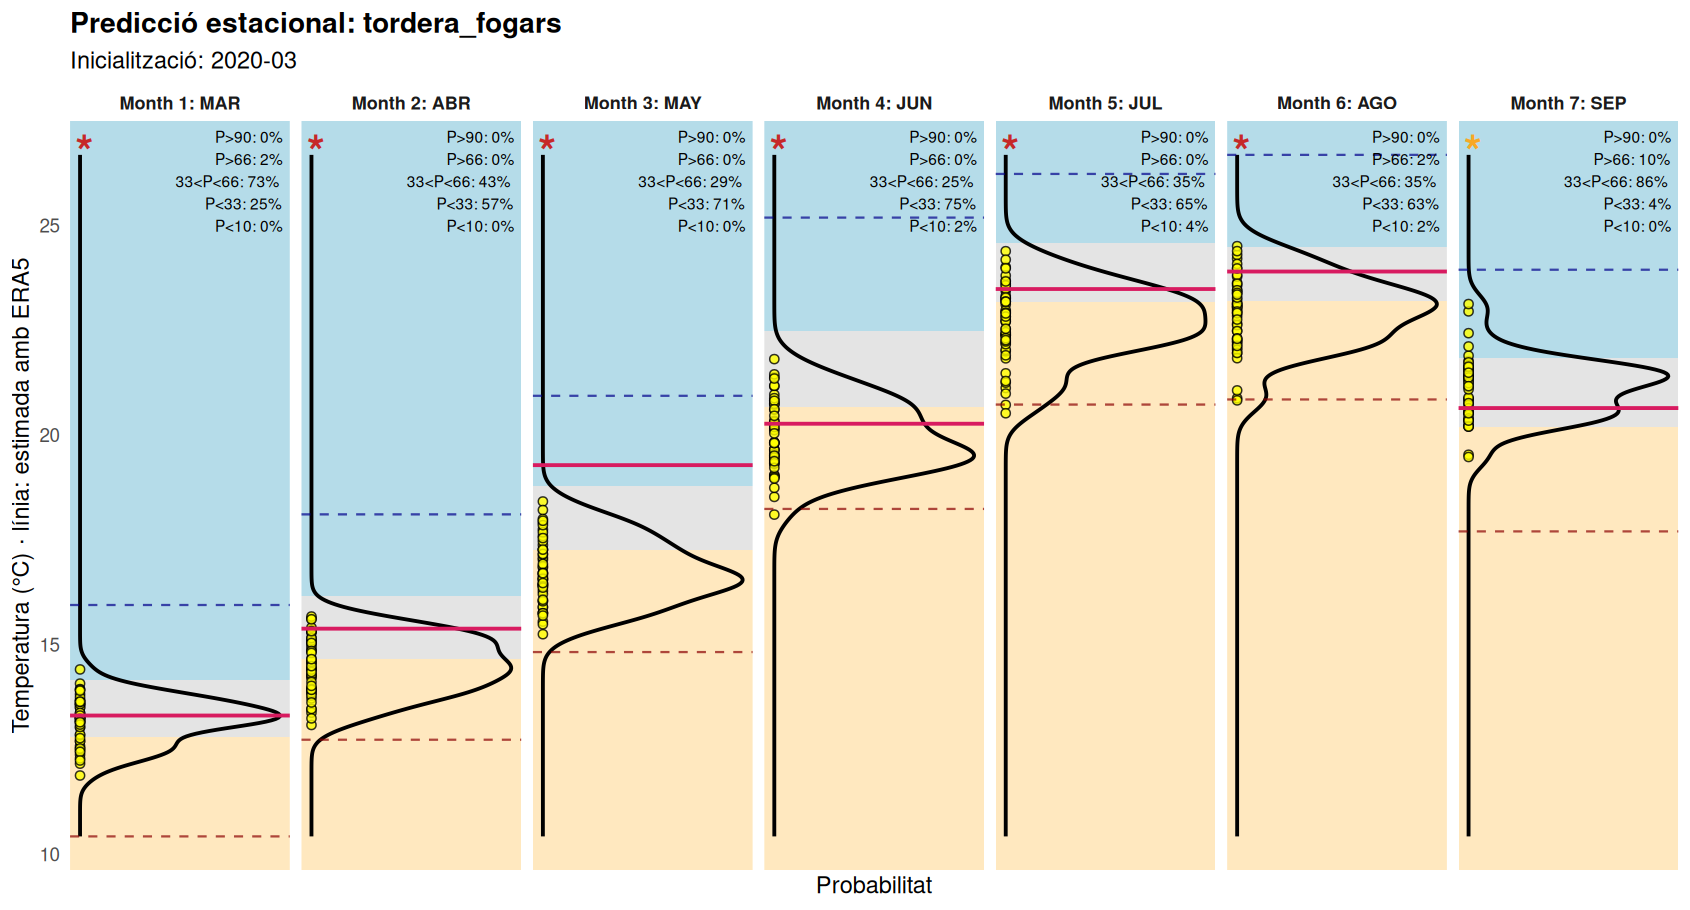 Predicció estacional: tordera_fogars
Inicialització: 2020-03
Month 1: MAR
Month 2: ABR
Month 3: MAY
Month 4: JUN
Month 5: JUL
Month 6: AGO
Month 7: SEP
*
P>90: 0%
P>66: 2%
33<P<66: 73%
P<33: 25%
P<10: 0%
*
P>90: 0%
P>66: 0%
33<P<66: 43%
P<33: 57%
P<10: 0%
*
P>90: 0%
P>66: 0%
33<P<66: 29%
P<33: 71%
P<10: 0%
*
P>90: 0%
P>66: 0%
33<P<66: 25%
P<33: 75%
P<10: 2%
*
P>90: 0%
P>66: 0%
33<P<66: 35%
P<33: 65%
P<10: 4%
*
P>90: 0%
P>66: 2%
33<P<66: 35%
P<33: 63%
P<10: 2%
*
P>90: 0%
P>66: 10%
33<P<66: 86%
P<33: 4%
P<10: 0%
25
20
15
10
Temperatura (°C) · línia: estimada amb ERA5
Probabilitat